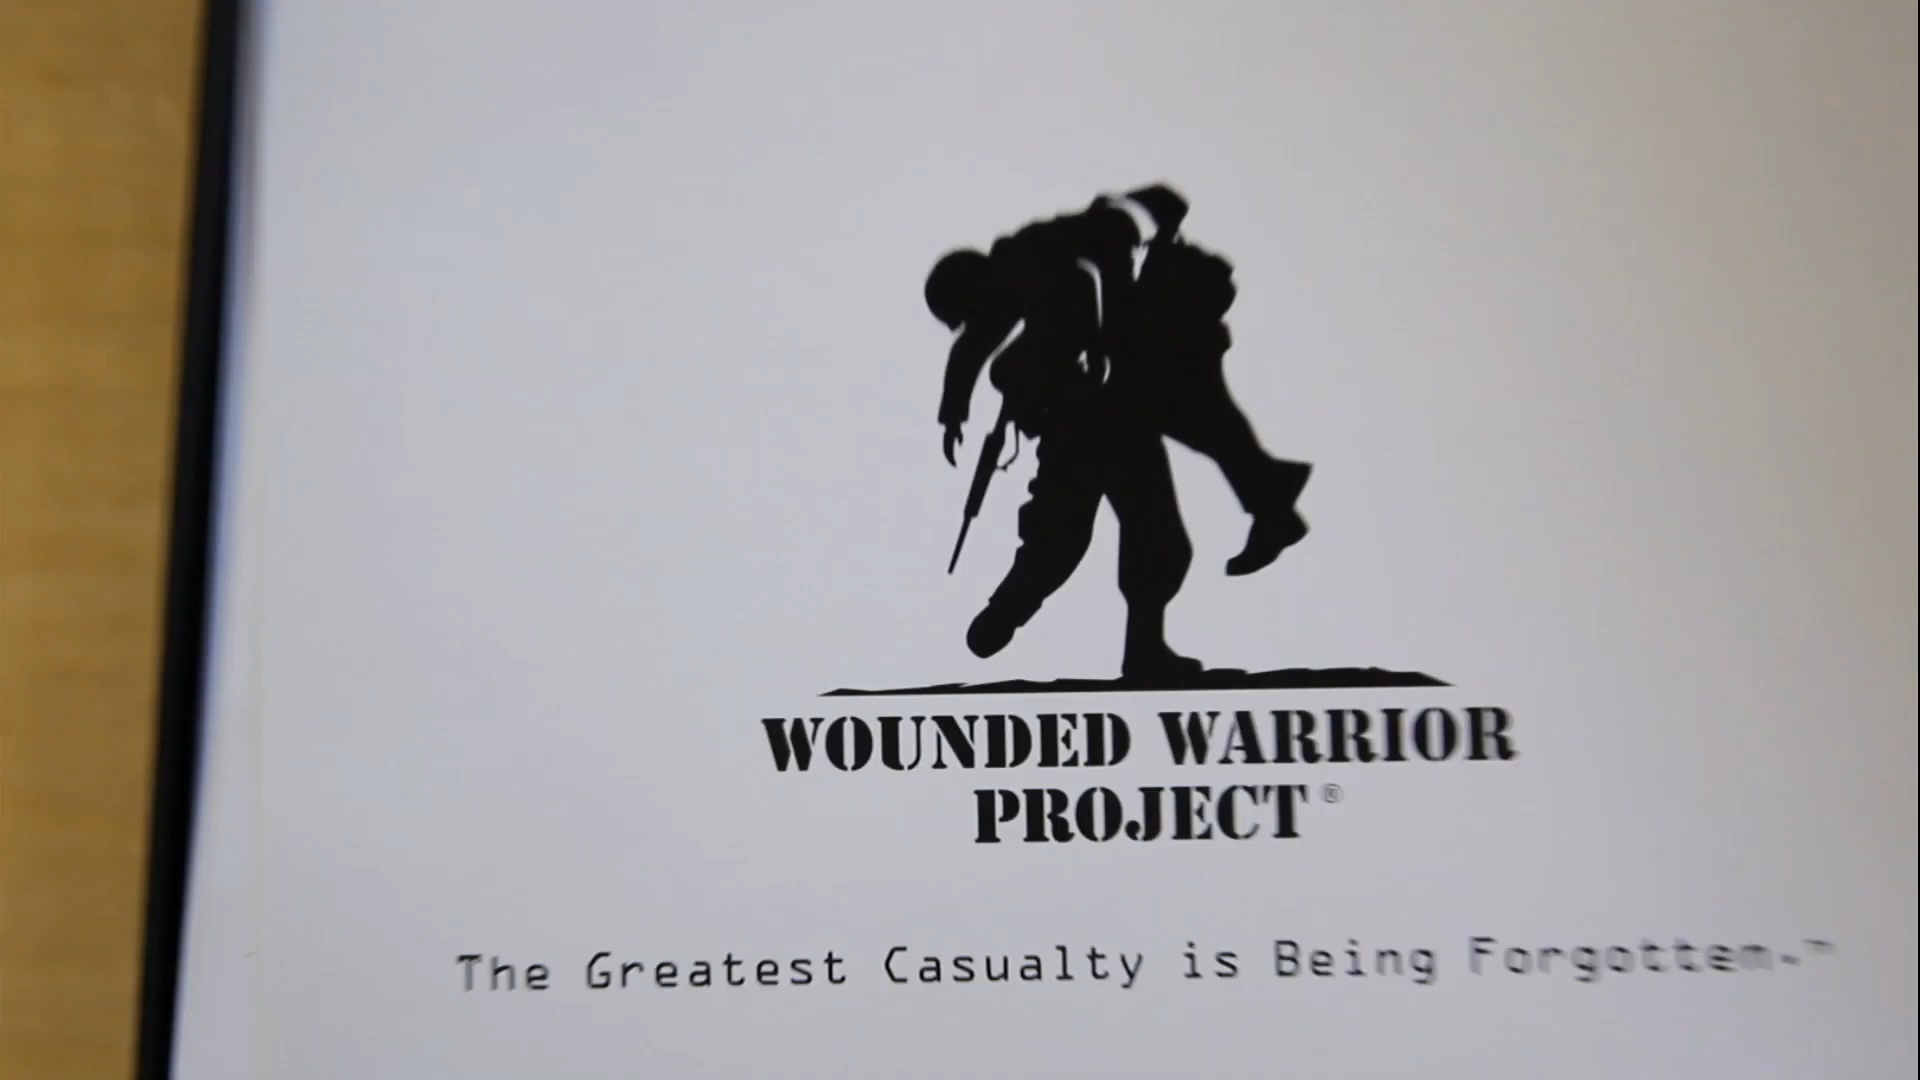 WOUNDED WARRIOR
PROJECT®
The Greatest Casualty is Being Forgotten.™